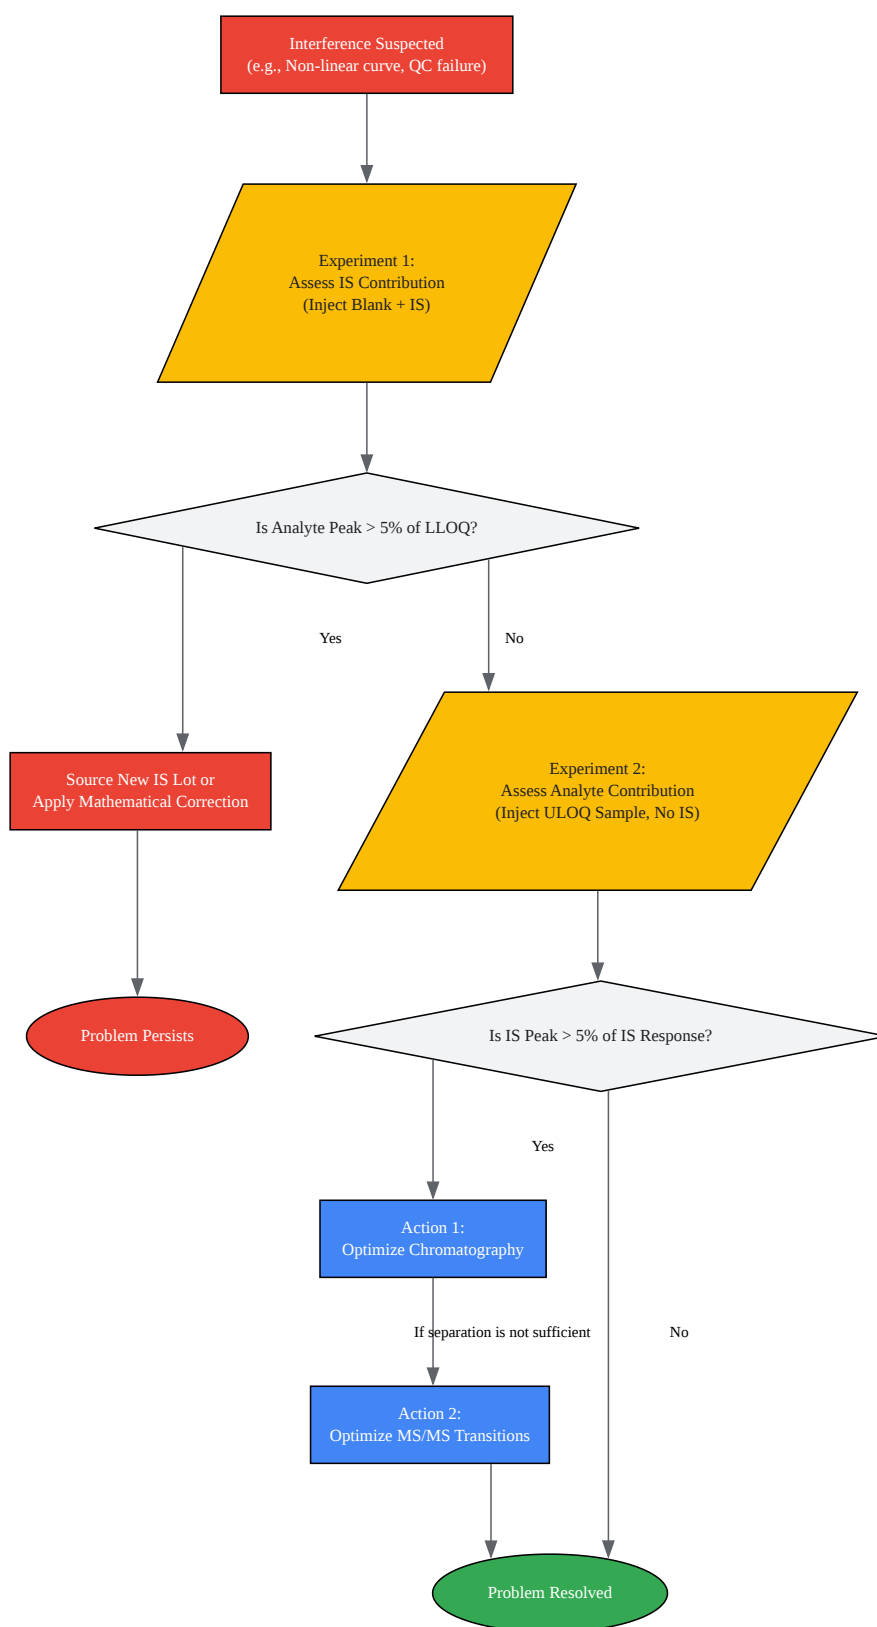 Interference Suspected
(e.g., Non-linear curve, QC failure)
Experiment 1:
Assess IS Contribution
(Inject Blank + IS)
Is Analyte Peak > 5% of LLOQ?
Yes
No
Source New IS Lot or
Apply Mathematical Correction
Experiment 2:
Assess Analyte Contribution
(Inject ULOQ Sample, No IS)
Problem Persists
Is IS Peak > 5% of IS Response?
Yes
Action 1:
Optimize Chromatography
If separation is not sufficient
No
Action 2:
Optimize MS/MS Transitions
Problem Resolved